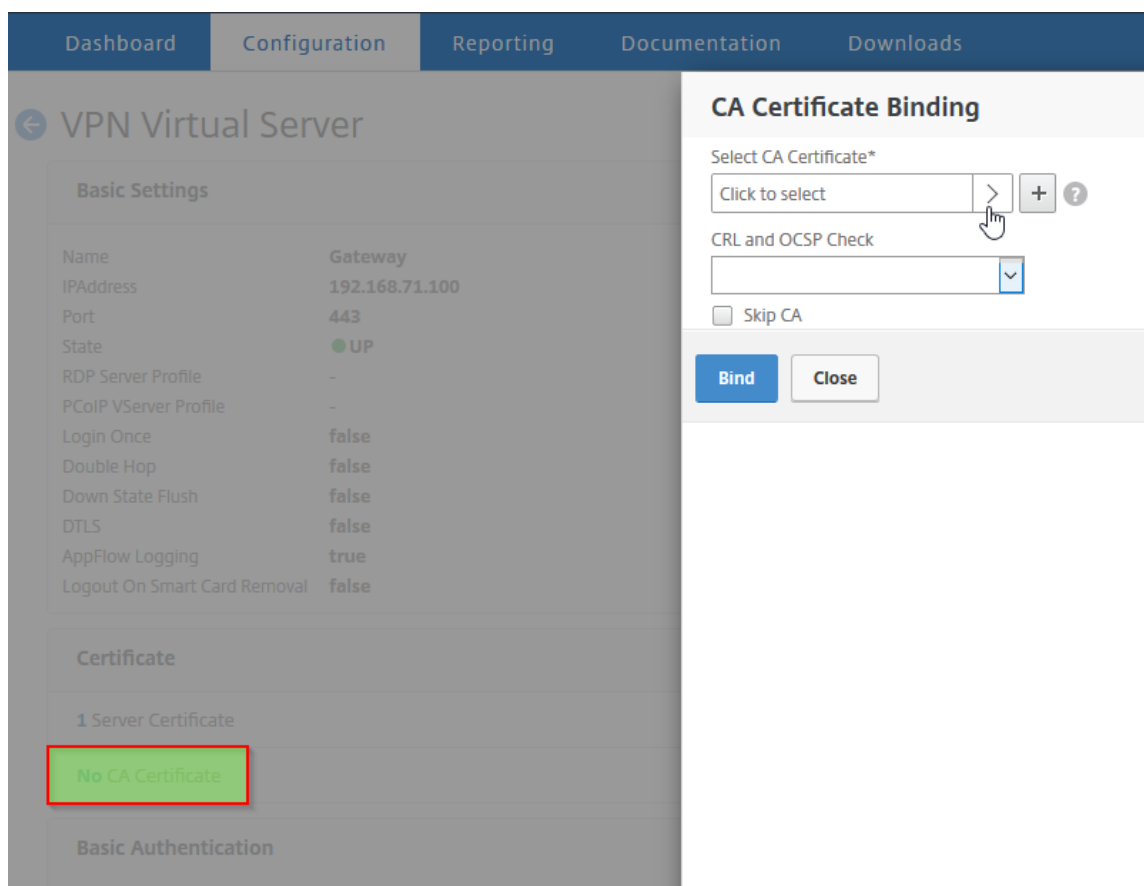 Dashboard Configuration Reporting Documentation Downloads
VPN Virtual Server
Basic Settings
Name Gateway
IPAddress 192.168.71.100
Port 443
State UP
RDP Server Profile -
PCoIP VServer Profile -
Login Once false
Double Hop false
Down State Flush false
DTLS false
AppFlow Logging true
Logout On Smart Card Removal false
Certificate
1 Server Certificate
No CA Certificate
Basic Authentication
CA Certificate Binding
Select CA Certificate*
Click to select + ?
CRL and OCSP Check
Skip CA
Bind Close